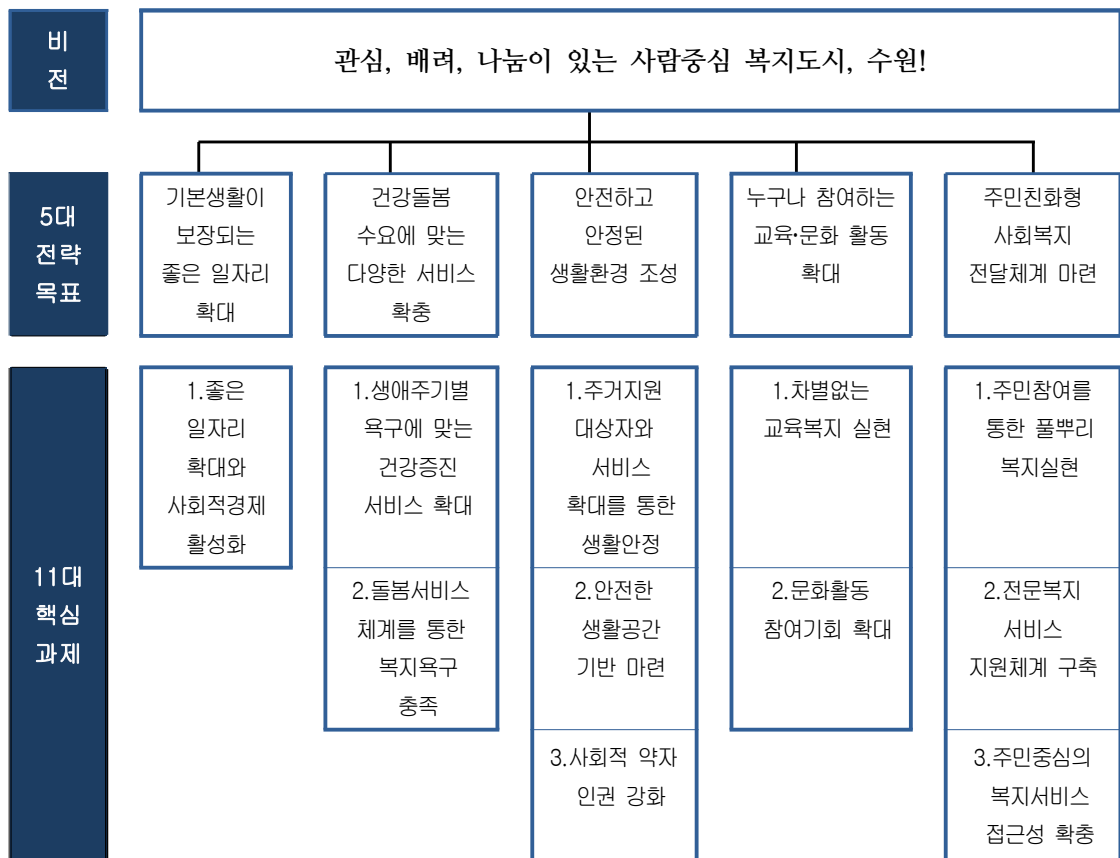 비
전
관심, 배려, 나눔이 있는 사람중심 복지도시, 수원!
5대
전략
목표
기본생활이
보장되는
좋은 일자리
확대
건강돌봄
수요에 맞는
다양한 서비스
확충
안전하고
안정된
생활환경 조성
누구나 참여하는
교육·문화 활동
확대
주민친화형
사회복지
전달체계 마련
11대
핵심
과제
1.좋은
일자리
확대와
사회적경제
활성화
1.생애주기별
욕구에 맞는
건강증진
서비스 확대
2.돌봄서비스
체계를 통한
복지욕구
충족
1.주거지원
대상자와
서비스
확대를 통한
생활안정
2.안전한
생활공간
기반 마련
3.사회적 약자
인권 강화
1.차별없는
교육복지 실현
2.문화활동
참여기회 확대
1.주민참여를
통한 풀뿌리
복지실현
2.전문복지
서비스
지원체계 구축
3.주민중심의
복지서비스
접근성 확충